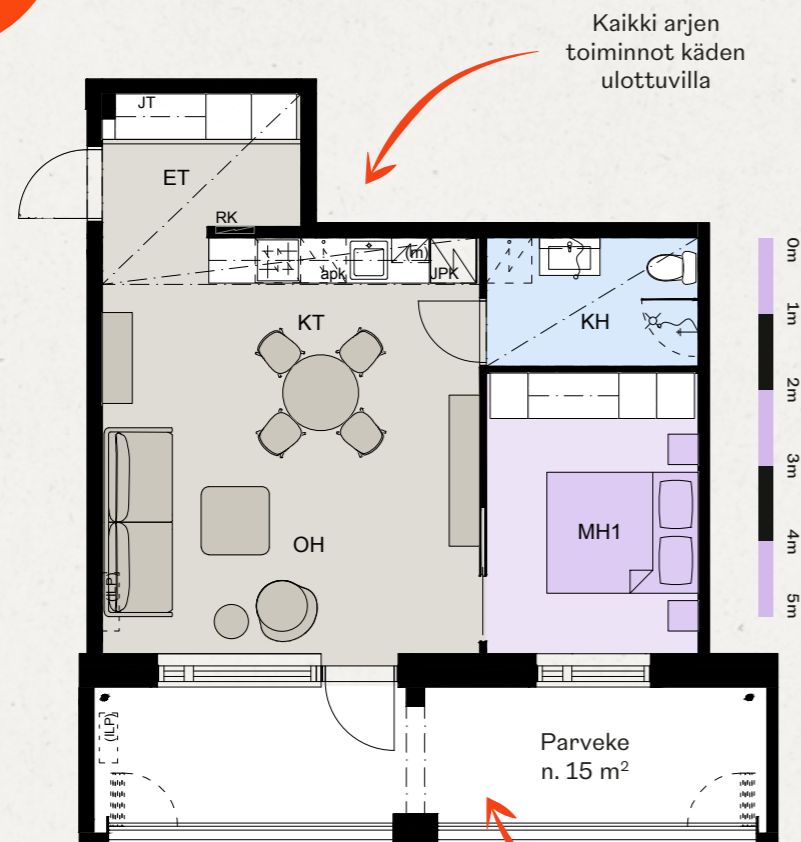 Kaikki arjen
toiminnot käden
ulottuvilla
JT
ET
RK
apk
(m)
JPK
KT
KH
0m
1m
2m
3m
4m
5m
MH1
OH
(ILP)
(ILP)
Parveke
n. 15 m²